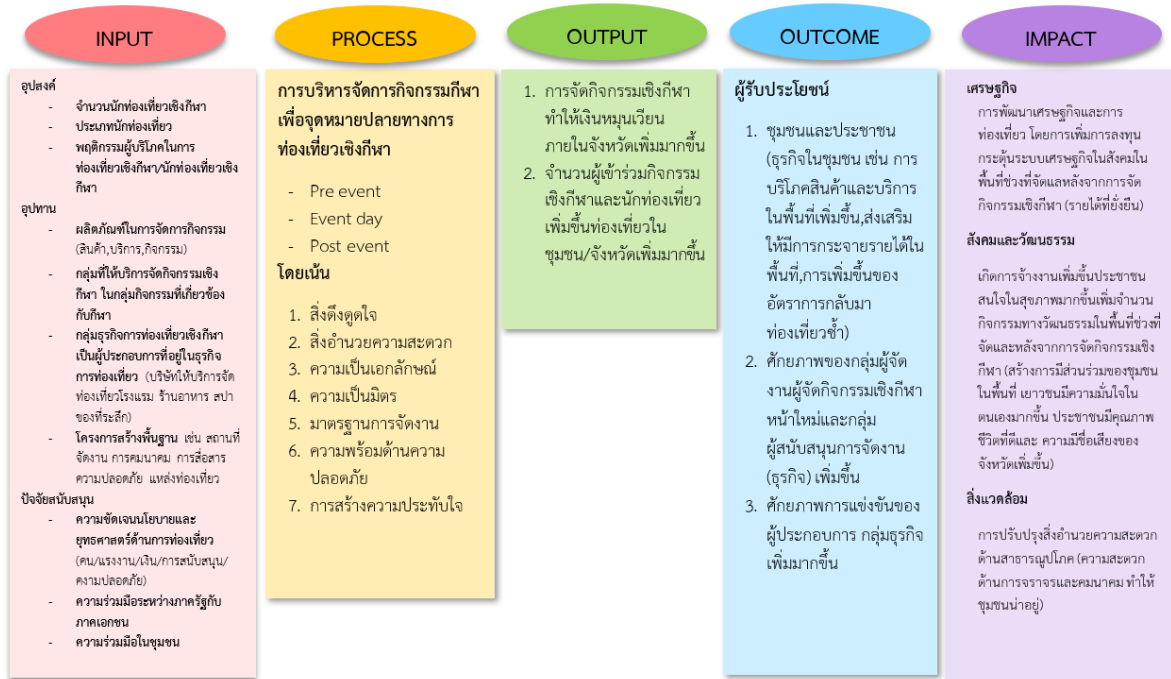 INPUT
อุปสงค์
- จำนวนนักท่องเที่ยวเชิงกีฬา
- ประเภทนักท่องเที่ยว
- พฤติกรรมผู้บริโภคในการ
ท่องเที่ยวเชิงกีฬา/นักท่องเที่ยวเชิง
กีฬา
อุปทาน
- ผลิตภัณฑ์ในการจัดการกิจกรรม
(สินค้า,บริการ,กิจกรรม)
- กลุ่มที่ให้บริการจัดกิจกรรมเชิง
กีฬา ในกลุ่มกิจกรรมที่เกี่ยวข้อง
กับกีฬา
- กลุ่มธุรกิจการท่องเที่ยวเชิงกีฬา
เป็นผู้ประกอบการที่อยู่ในธุรกิจ
การท่องเที่ยว (บริษัทให้บริการจัด
ท่องเที่ยวโรงแรม ร้านอาหาร สปา
ของที่ระลึก)
- โครงการสร้างพื้นฐาน เช่น สถานที่
จัดงาน การคมนาคม การสื่อสาร
ความปลอดภัย แหล่งท่องเที่ยว
ปัจจัยสนับสนุน
- ความชัดเจนนโยบายและ
ยุทธศาสตร์ด้านการท่องเที่ยว
(คน/แรงงาน/เงิน/การสนับสนุน/
คงามปลอดภัย)
- ความร่วมมือระหว่างภาครัฐกับ
ภาคเอกชน
- ความร่วมมือในชุมชน
PROCESS
การบริหารจัดการกิจกรรมกีฬา
เพื่อจุดหมายปลายทางการ
ท่องเที่ยวเชิงกีฬา
- Pre event
- Event day
- Post event
โดยเน้น
1. สิ่งดึงดูดใจ
2. สิ่งอำนวยความสะดวก
3. ความเป็นเอกลักษณ์
4. ความเป็นมิตร
5. มาตรฐานการจัดงาน
6. ความพร้อมด้านความ
ปลอดภัย
7. การสร้างความประทับใจ
OUTPUT
1. การจัดกิจกรรมเชิงกีฬา
ทำให้เงินหมุนเวียน
ภายในจังหวัดเพิ่มมากขึ้น
2. จำนวนผู้เข้าร่วมกิจกรรม
เชิงกีฬาและนักท่องเที่ยว
เพิ่มขึ้นท่องเที่ยวใน
ชุมชน/จังหวัดเพิ่มมากขึ้น
OUTCOME
ผู้รับประโยชน์
1. ชุมชนและประชาชน
(ธุรกิจในชุมชน เช่น การ
บริโภคสินค้าและบริการ
ในพื้นที่เพิ่มขึ้น,ส่งเสริม
ให้มีการกระจายรายได้ใน
พื้นที่,การเพิ่มขึ้นของ
อัตราการกลับมา
ท่องเที่ยวซ้ำ)
2. ศักยภาพของกลุ่มผู้จัด
งานผู้จัดกิจกรรมเชิงกีฬา
หน้าใหม่และกลุ่ม
ผู้สนับสนุนการจัดงาน
(ธุรกิจ) เพิ่มขึ้น
3. ศักยภาพการแข่งขันของ
ผู้ประกอบการ กลุ่มธุรกิจ
เพิ่มมากขึ้น
IMPACT
เศรษฐกิจ
การพัฒนาเศรษฐกิจและการ
ท่องเที่ยว โดยการเพิ่มการลงทุน
กระตุ้นระบบเศรษฐกิจในสังคมใน
พื้นที่ช่วงที่จัดแลหลังจากการจัด
กิจกรรมเชิงกีฬา (รายได้ที่ยั่งยืน)
สังคมและวัฒนธรรม
เกิดการจ้างงานเพิ่มขึ้นประชาชน
สนใจในสุขภาพมากขึ้นเพิ่มจำนวน
กิจกรรมทางวัฒนธรรมในพื้นที่ช่วงที่
จัดและหลังจากการจัดกิจกรรมเชิง
กีฬา (สร้างการมีส่วนร่วมของชุมชน
ในพื้นที่ เยาวชนมีความมั่นใจใน
ตนเองมากขึ้น ประชาชนมีคุณภาพ
ชีวิตที่ดีและ ความมีชื่อเสียงของ
จังหวัดเพิ่มขึ้น)
สิ่งแวดล้อม
การปรับปรุงสิ่งอำนวยความสะดวก
ด้านสาธารณูปโภค (ความสะดวก
ด้านการจราจรและคมนาคม ทำให้
ชุมชนน่าอยู่)